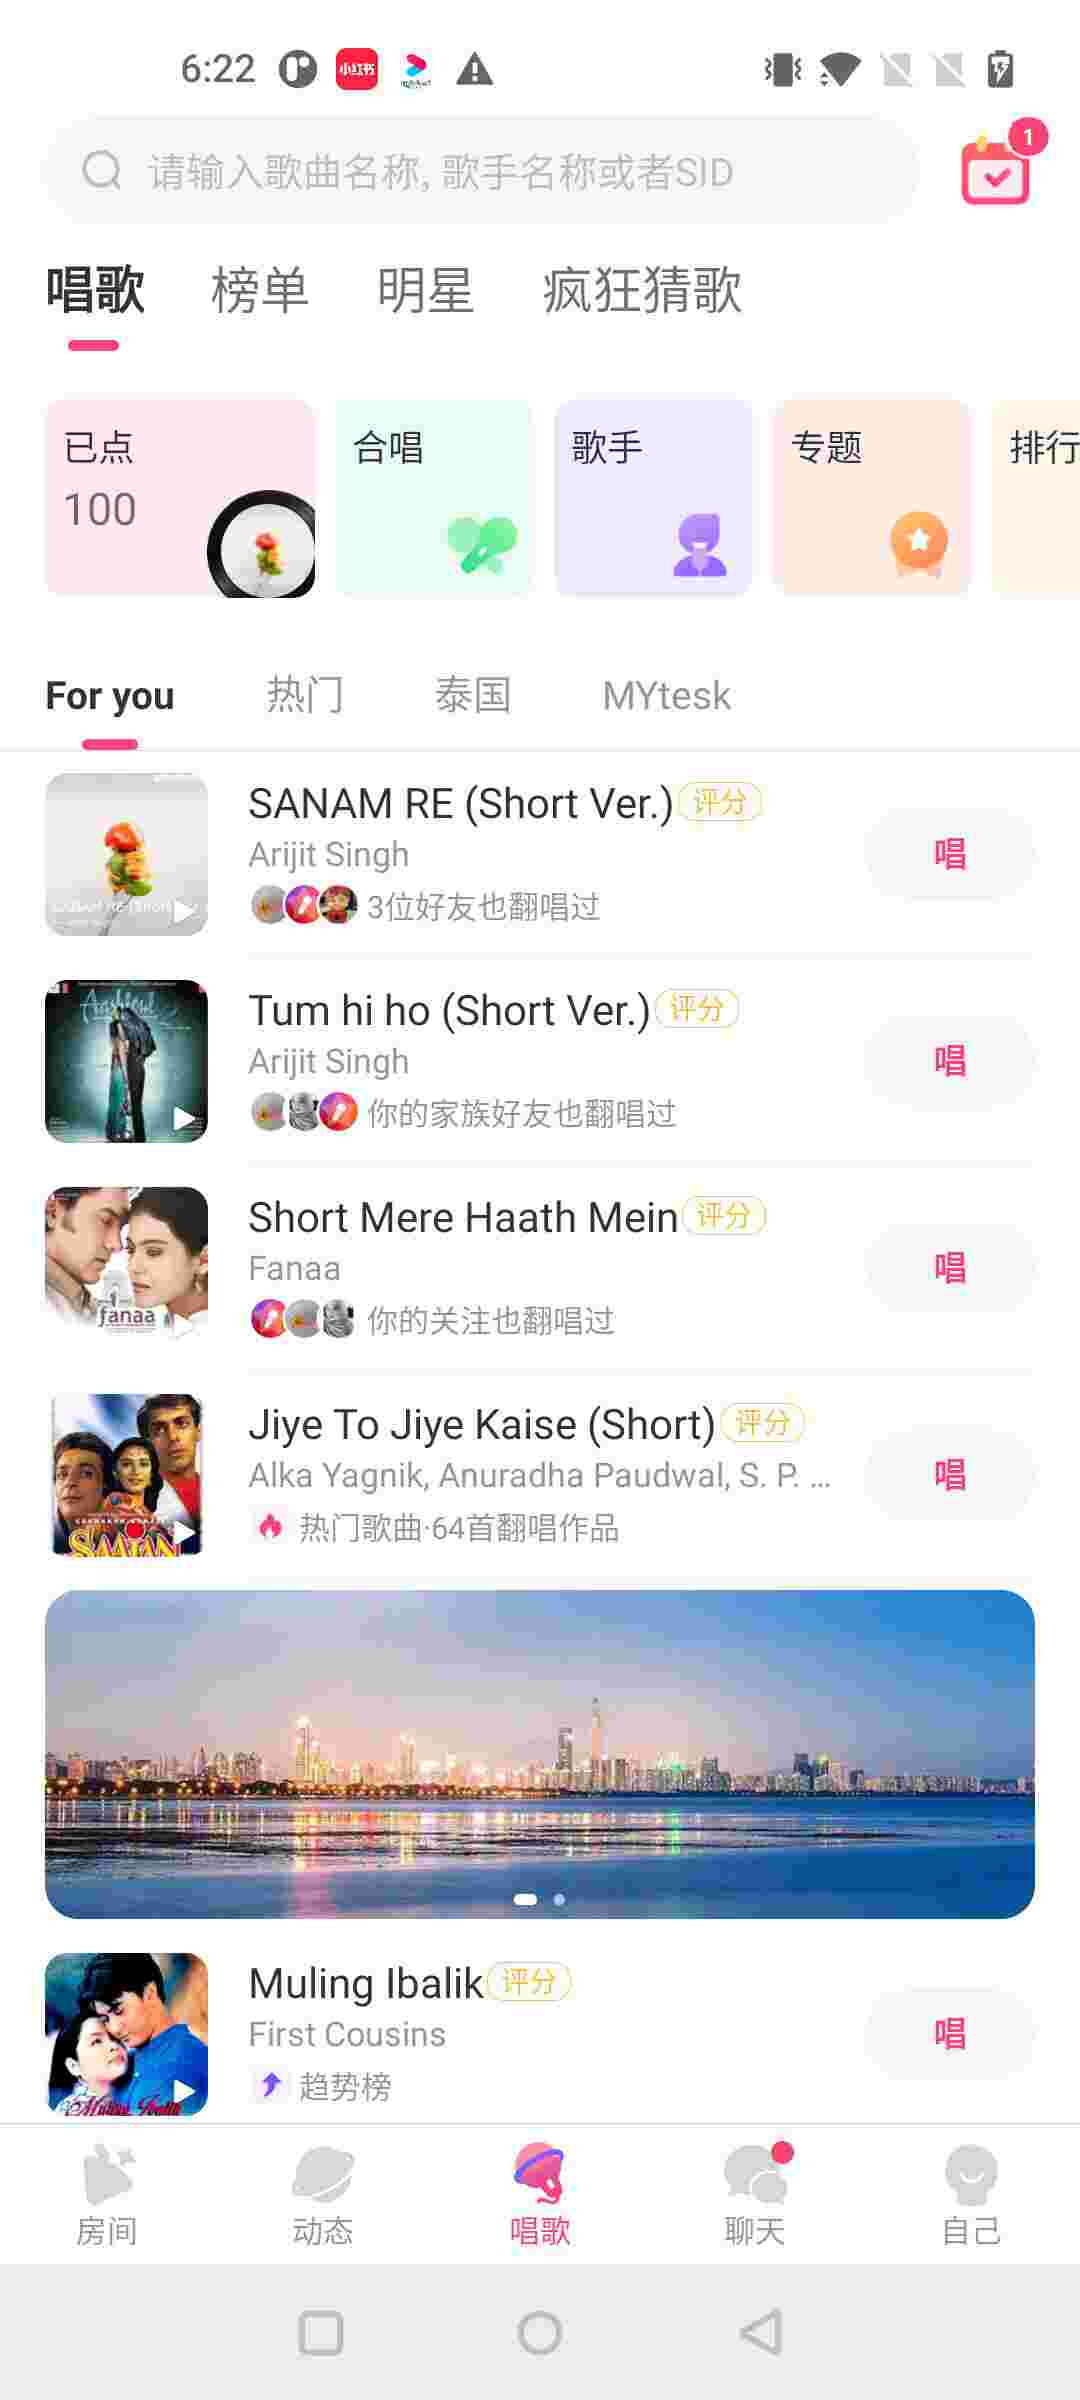 6:22
小红书
请输入歌曲名称, 歌手名称或者SID
1
唱歌 榜单 明星 疯狂猜歌
已点 合唱 歌手 专题 排行
100
For you 热门 泰国 MYtesk
SANAM RE (Short Ver.) 评分
Arijit Singh
3位好友也翻唱过
唱
Tum hi ho (Short Ver.) 评分
Arijit Singh
你的家族好友也翻唱过
唱
Short Mere Haath Mein 评分
Fanaa
你的关注也翻唱过
唱
fanaa
Jiye To Jiye Kaise (Short) 评分
Alka Yagnik, Anuradha Paudwal, S. P. ...
热门歌曲·64首翻唱作品
唱
SAAJAN
Muling Ibalik 评分
First Cousins
趋势榜
唱
Muling Ibalik
房间 动态 唱歌 聊天 自己